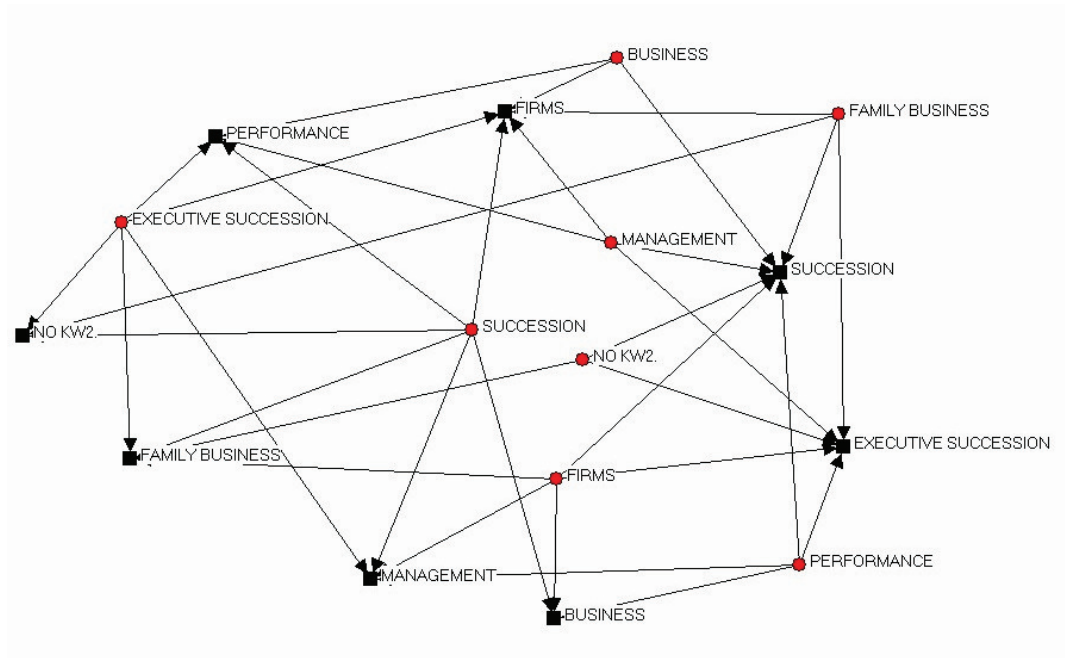 BUSINESS
FIRMS
FAMILY BUSINESS
PERFORMANCE
EXECUTIVE SUCCESSION
MANAGEMENT
SUCCESSION
NO KW2.
SUCCESSION
NO KW2.
EXECUTIVE SUCCESSION
FAMILY BUSINESS
FIRMS
PERFORMANCE
MANAGEMENT
BUSINESS